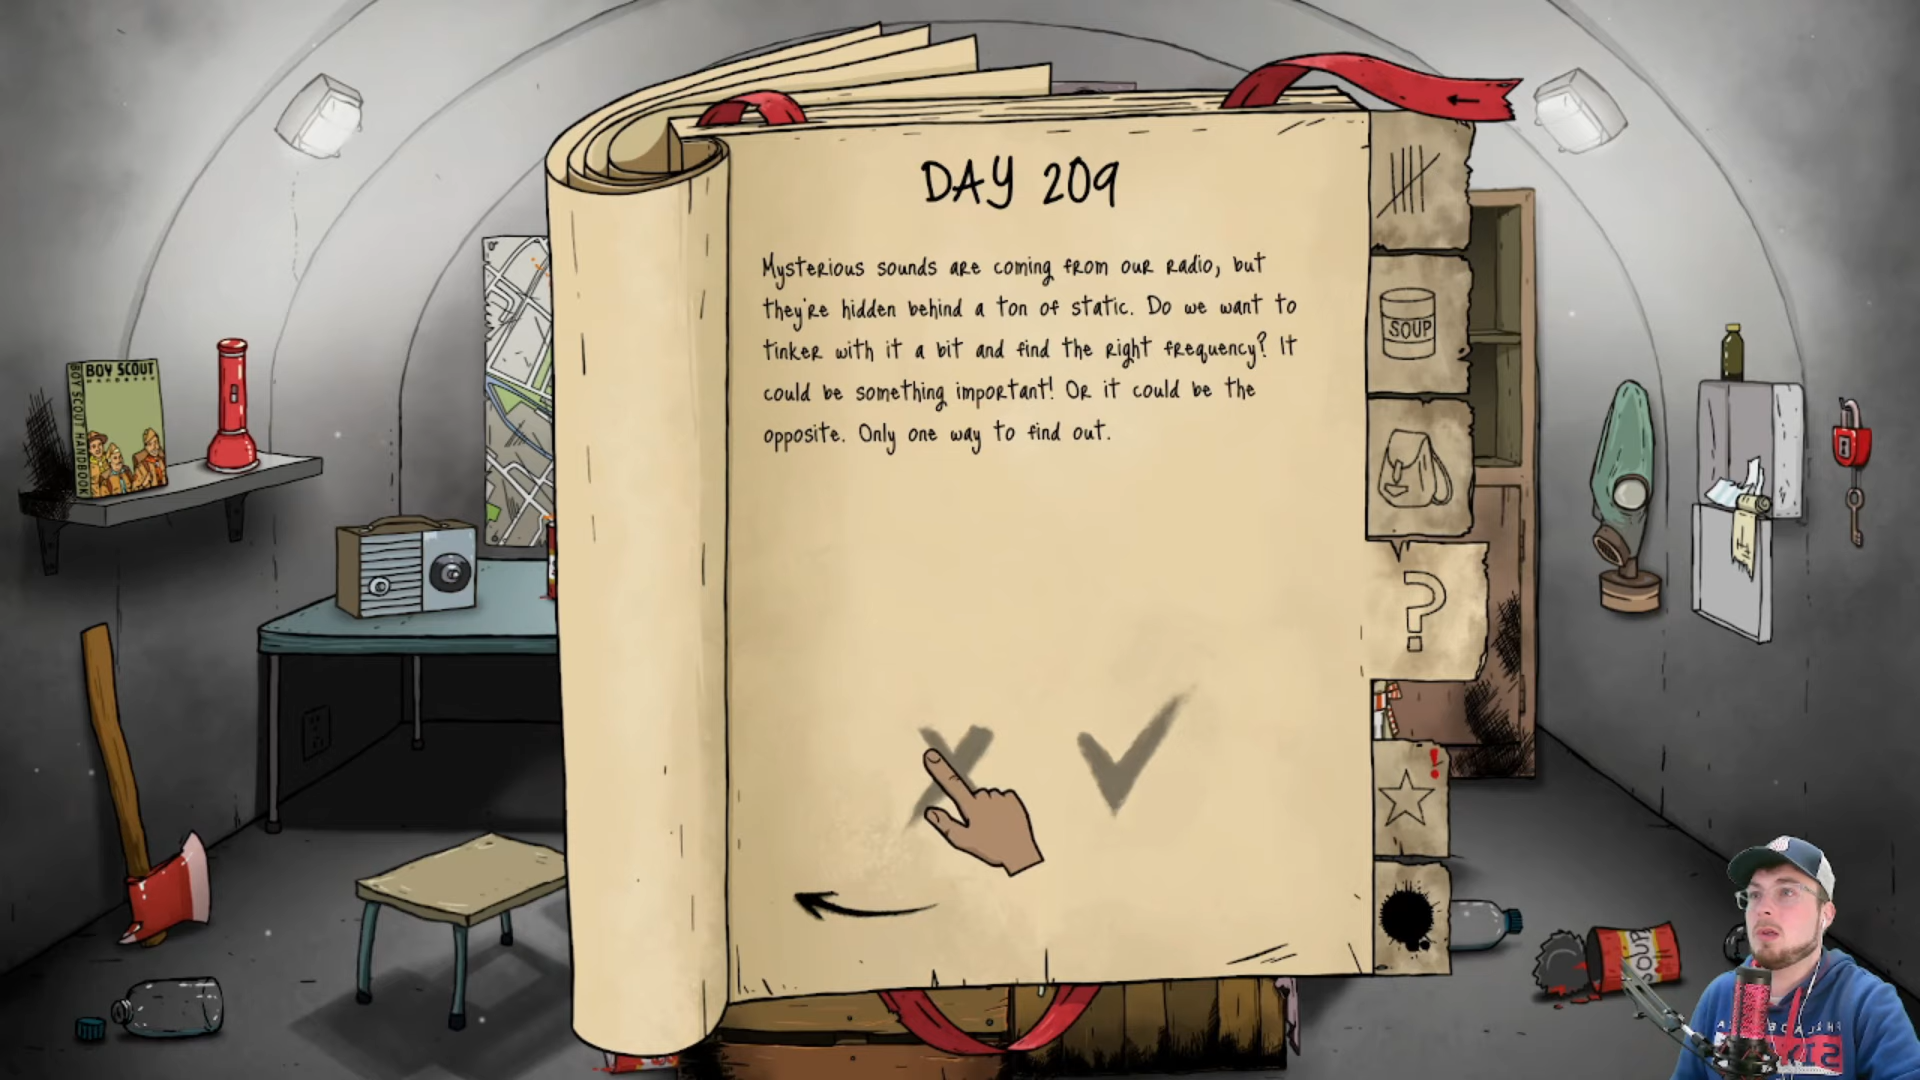 DAY 209
Mysterious sounds are coming from our radio, but
they're hidden behind a ton of static. Do we want to
tinker with it a bit and find the right frequency? It
could be something important! Or it could be the
opposite. Only one way to find out.
SOUP
BOY SCOUT
BOY SCOUT HANDBOOK
SOUP